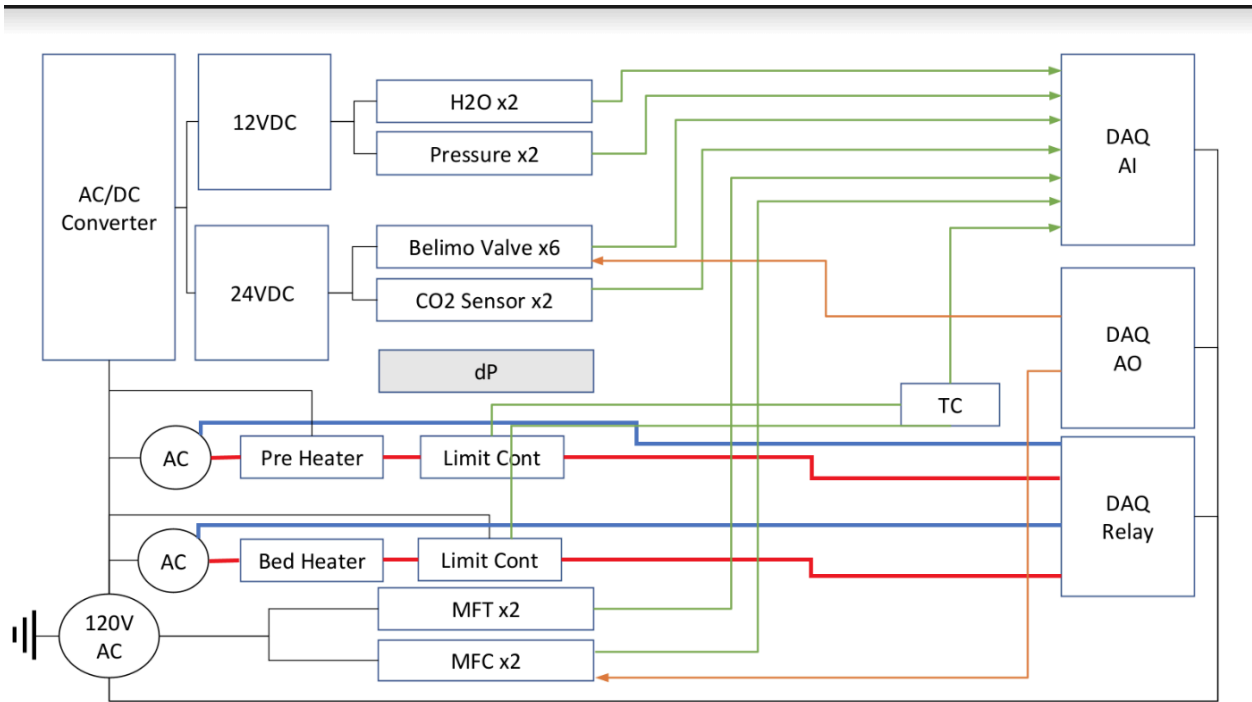 AC/DC
Converter
12VDC
24VDC
H2O x2
Pressure x2
Belimo Valve x6
CO2 Sensor x2
dP
DAQ
AI
DAQ
AO
TC
DAQ
Relay
AC
Pre Heater
Limit Cont
AC
Bed Heater
Limit Cont
120V
AC
MFT x2
MFC x2